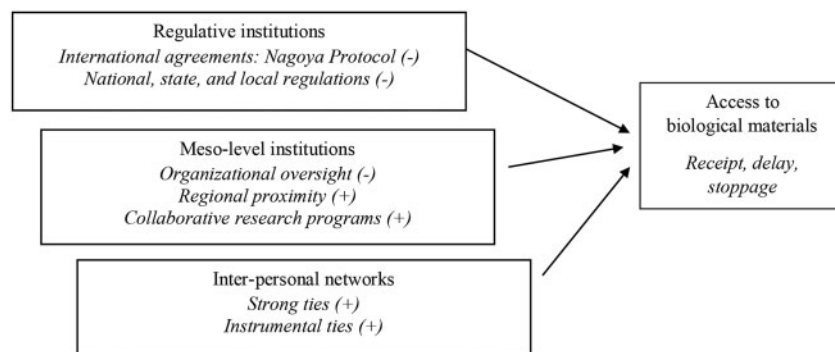 Regulative institutions
International agreements: Nagoya Protocol (-)
National, state, and local regulations (-)
Meso-level institutions
Organizational oversight (-)
Regional proximity (+)
Collaborative research programs (+)
Inter-personal networks
Strong ties (+)
Instrumental ties (+)
Access to
biological materials
Receipt, delay,
stoppage